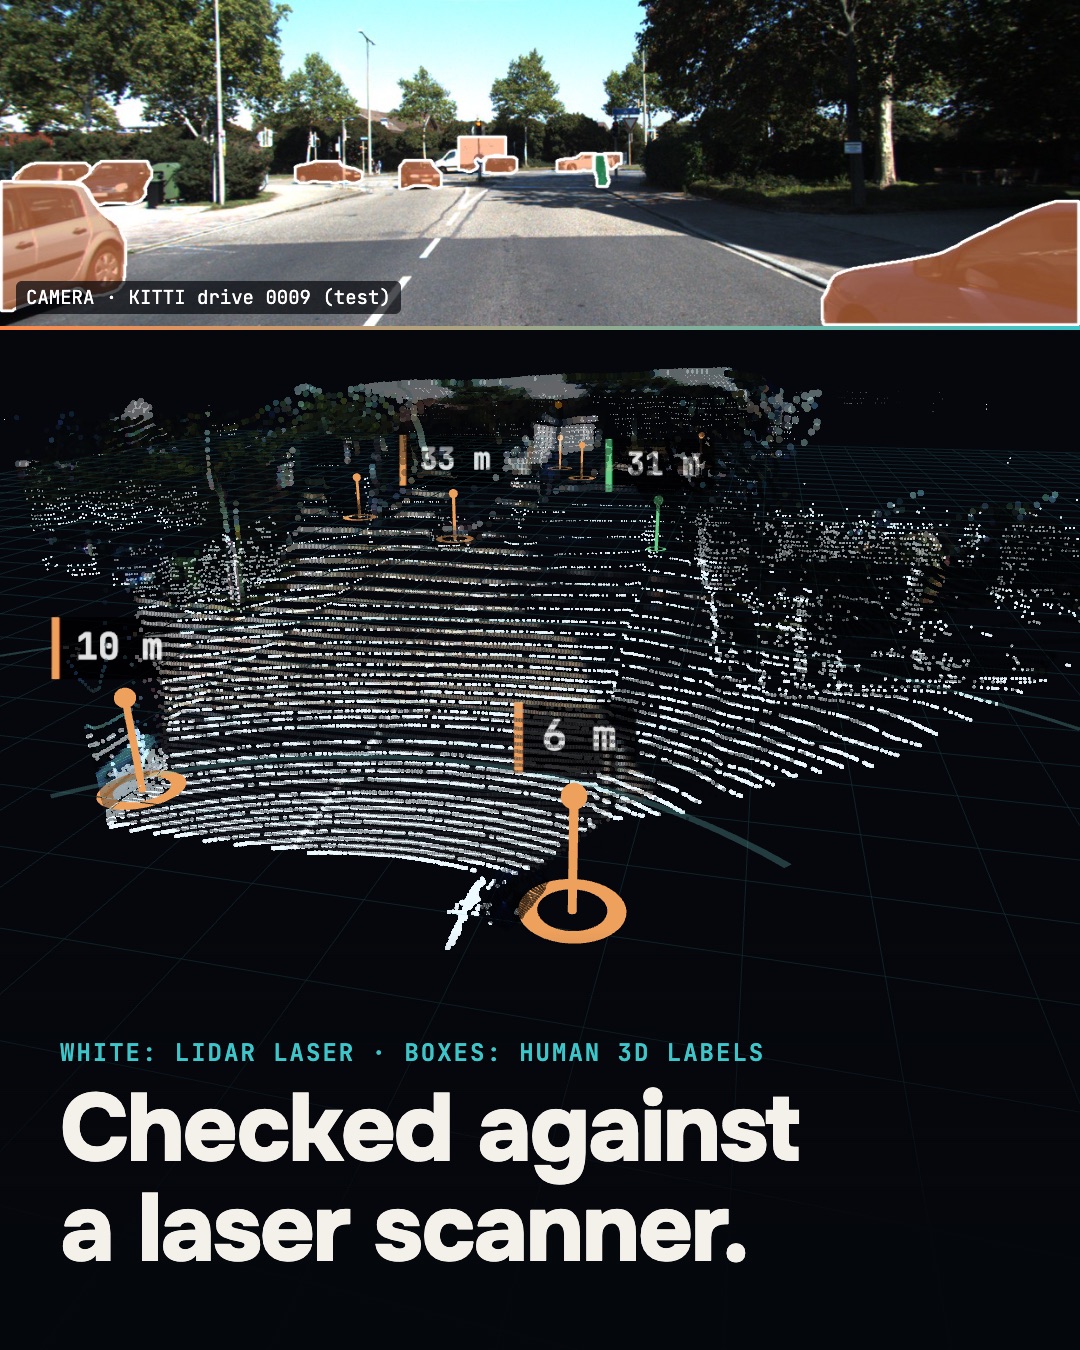 CAMERA · KITTI drive 0009 (test)
33 m
31 m
10 m
6 m
WHITE: LIDAR LASER · BOXES: HUMAN 3D LABELS
Checked against
a laser scanner.